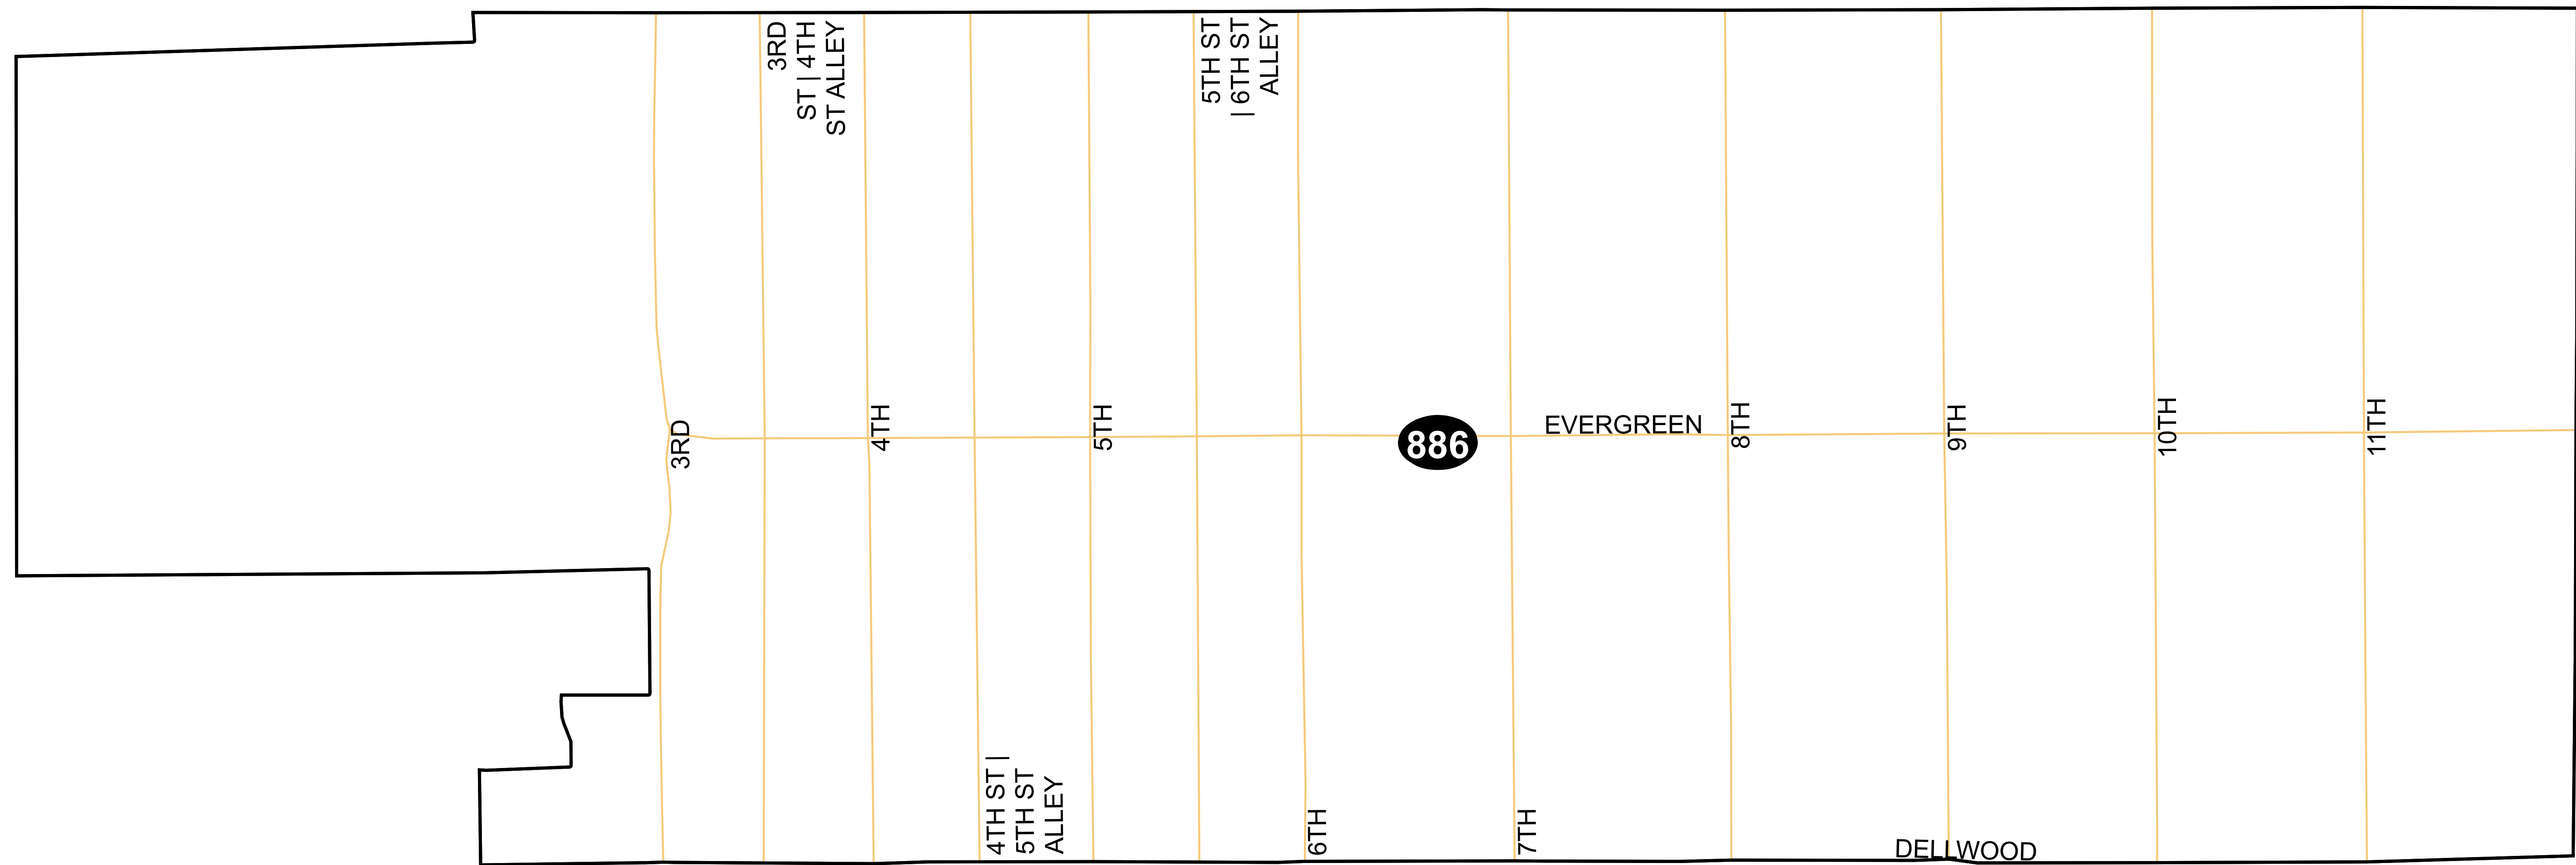 3RD
ST | 4TH
ST ALLEY
5TH ST
| 6TH ST
ALLEY
3RD
4TH
5TH
886
EVERGREEN
8TH
9TH
10TH
11TH
4TH ST |
5TH ST
ALLEY
6TH
7TH
DELLWOOD